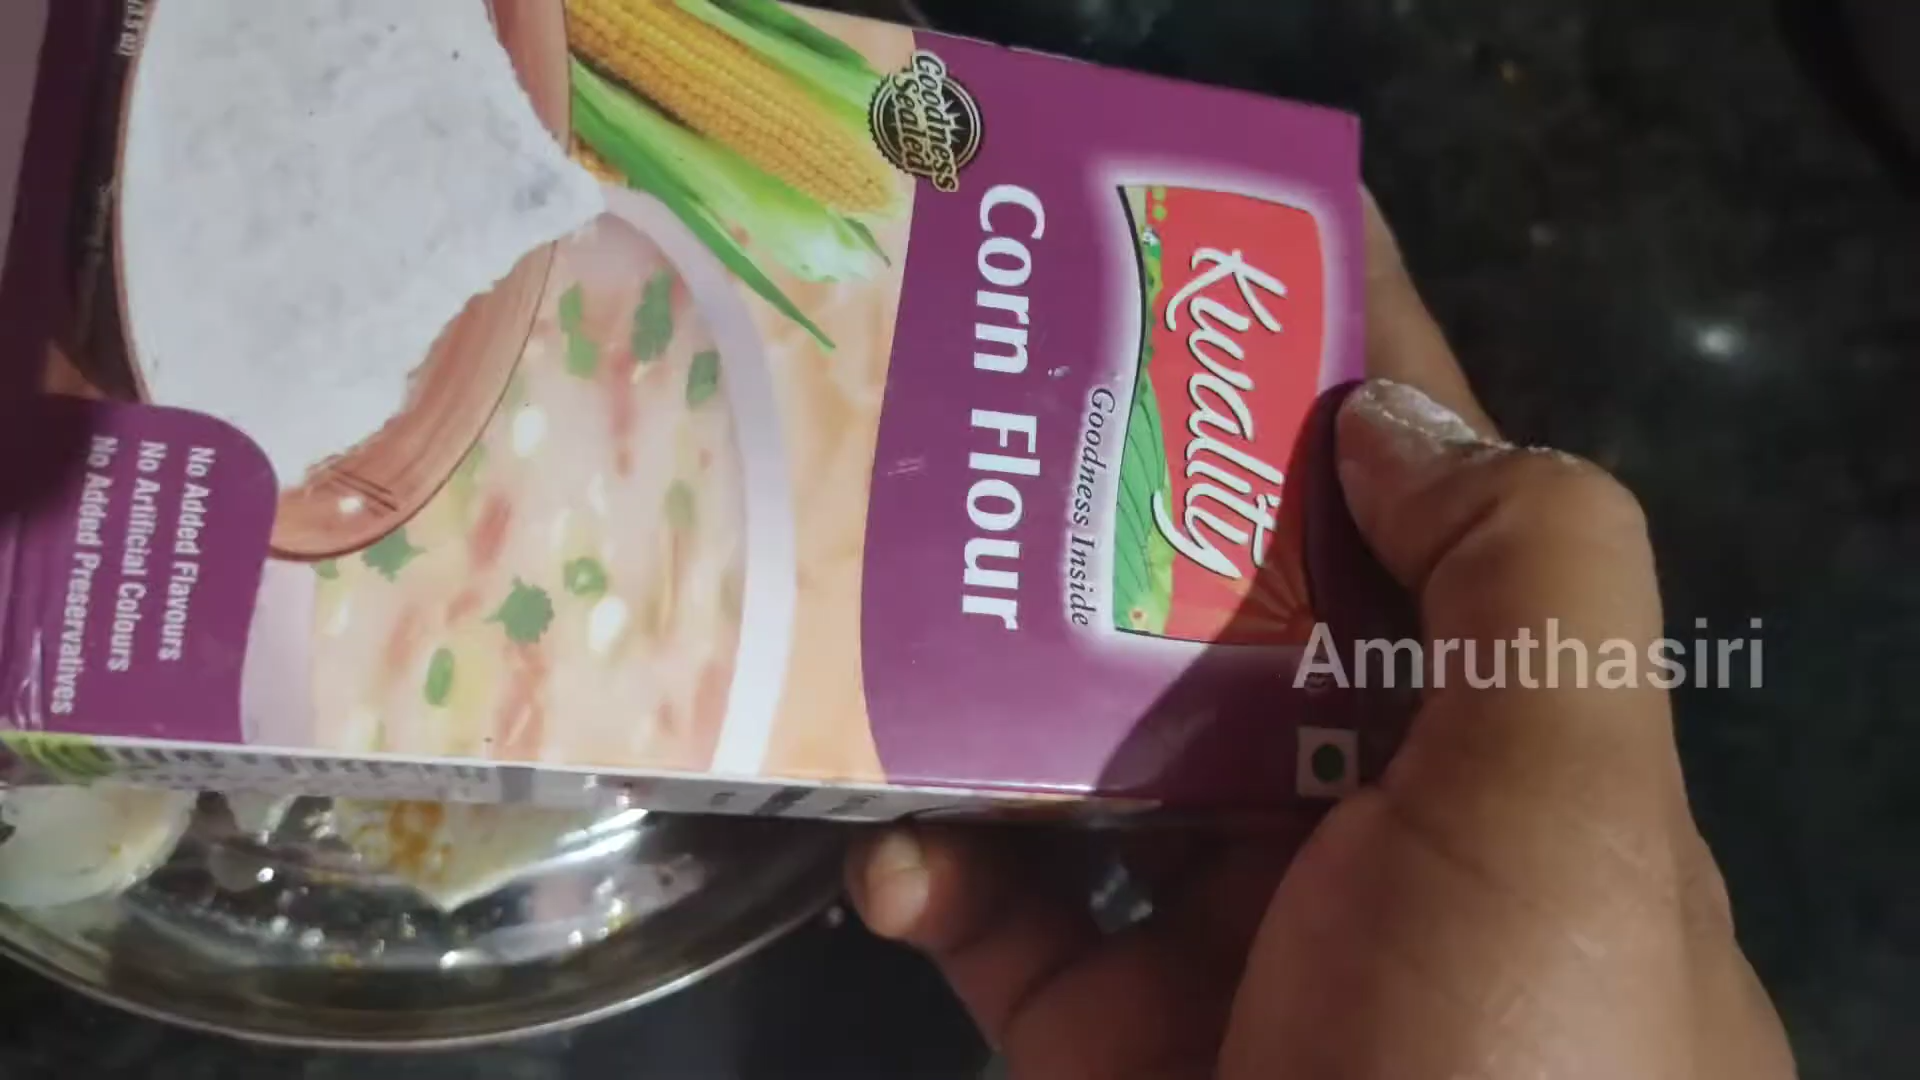 Kwality
Goodness Inside
Corn Flour
Goodness
Sealed
No Added Flavours
No Artificial Colours
No Added Preservatives
Amruthasiri